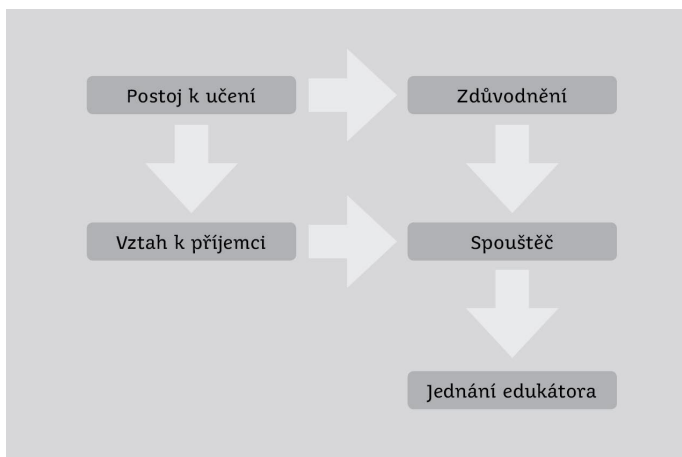 Postoj k učení
Zdůvodnění
Vztah k příjemci
Spouštěč
Jednání edukátora